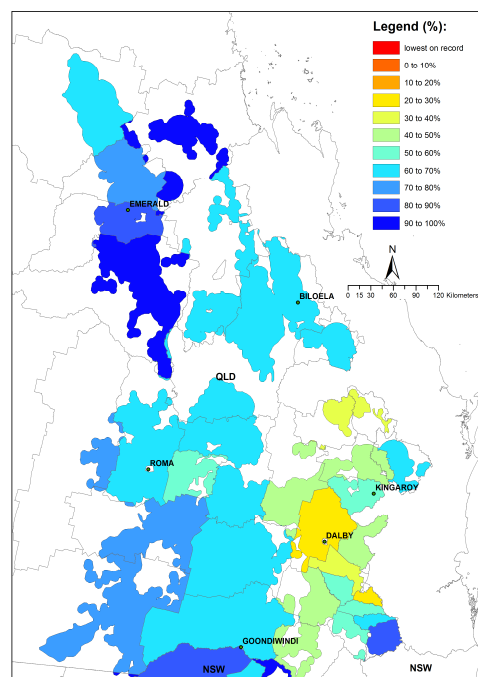 Legend (%):
lowest on record
0 to 10%
10 to 20%
20 to 30%
30 to 40%
40 to 50%
50 to 60%
60 to 70%
70 to 80%
80 to 90%
90 to 100%
EMERALD
N
0 15 30 60 90 120 Kilometers
BILOELA
QLD
ROMA
KINGAROY
DALBY
GOONDIWINDI
NSW
NSW